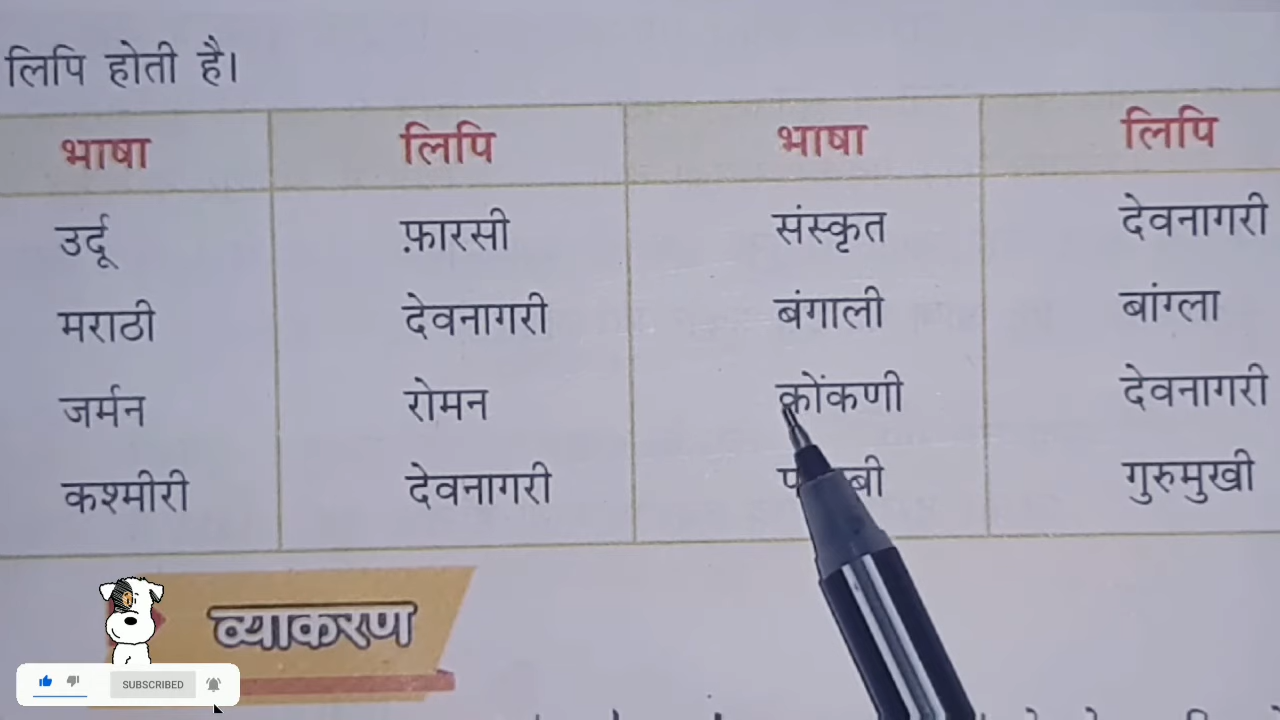 लिपि होती है।
भाषा लिपि भाषा लिपि
उर्दू फ़ारसी संस्कृत देवनागरी
मराठी देवनागरी बंगाली बांग्ला
जर्मन रोमन कोंकणी देवनागरी
कश्मीरी देवनागरी गुरुमुखी
व्याकरण
SUBSCRIBED